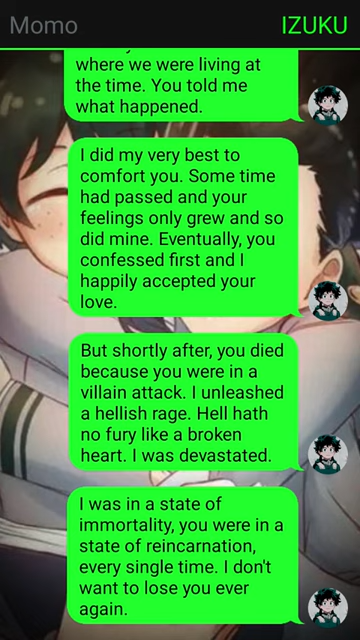 Momo
IZUKU
where we were living at
the time. You told me
what happened.
I did my very best to
comfort you. Some time
had passed and your
feelings only grew and so
did mine. Eventually, you
confessed first and I
happily accepted your
love.
But shortly after, you died
because you were in a
villain attack. I unleashed
a hellish rage. Hell hath
no fury like a broken
heart. I was devastated.
I was in a state of
immortality, you were in a
state of reincarnation,
every single time. I don't
want to lose you ever
again.